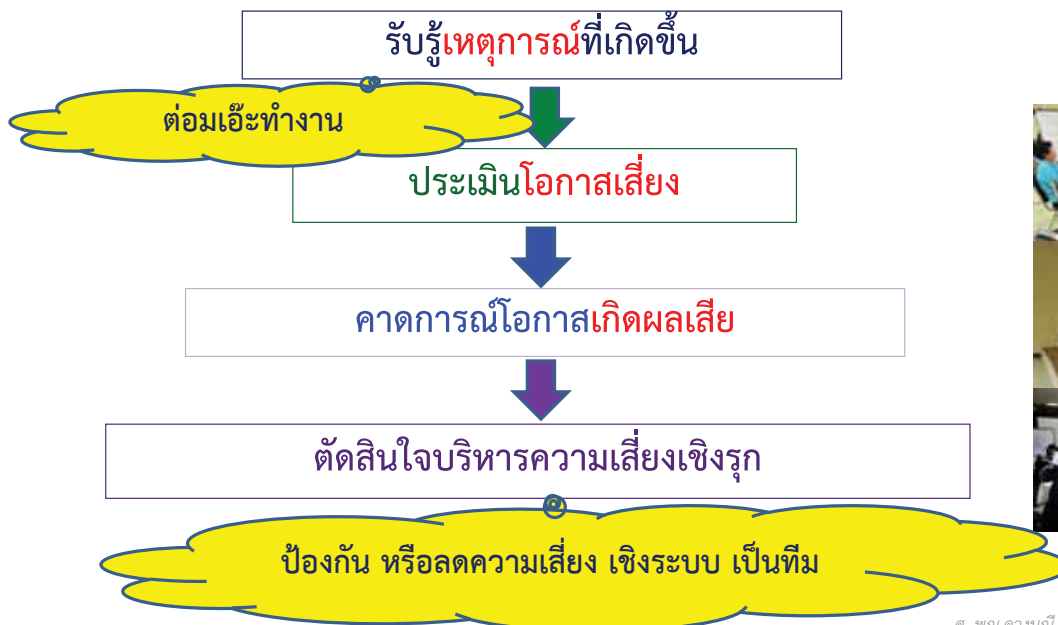 รับรู้เหตุการณ์ที่เกิดขึ้น
ต่อมเอ๊ะทำงาน
ประเมินโอกาสเสี่ยง
คาดการณ์โอกาสเกิดผลเสีย
ตัดสินใจบริหารความเสี่ยงเชิงรุก
ป้องกัน หรือลดความเสี่ยง เชิงระบบ เป็นทีม